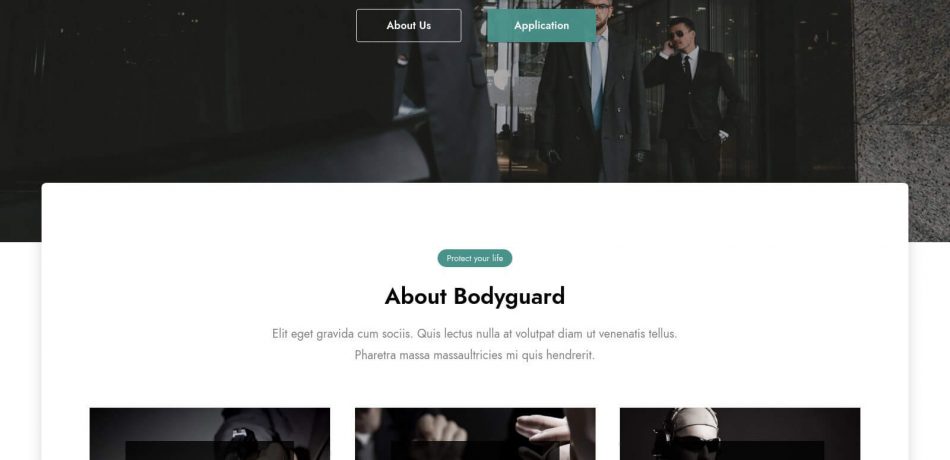 About Us
Application
Protect your life
About Bodyguard
Elit eget gravida cum sociis. Quis lectus nulla at volutpat diam ut venenatis tellus.
Pharetra massa massaultricies mi quis hendrerit.